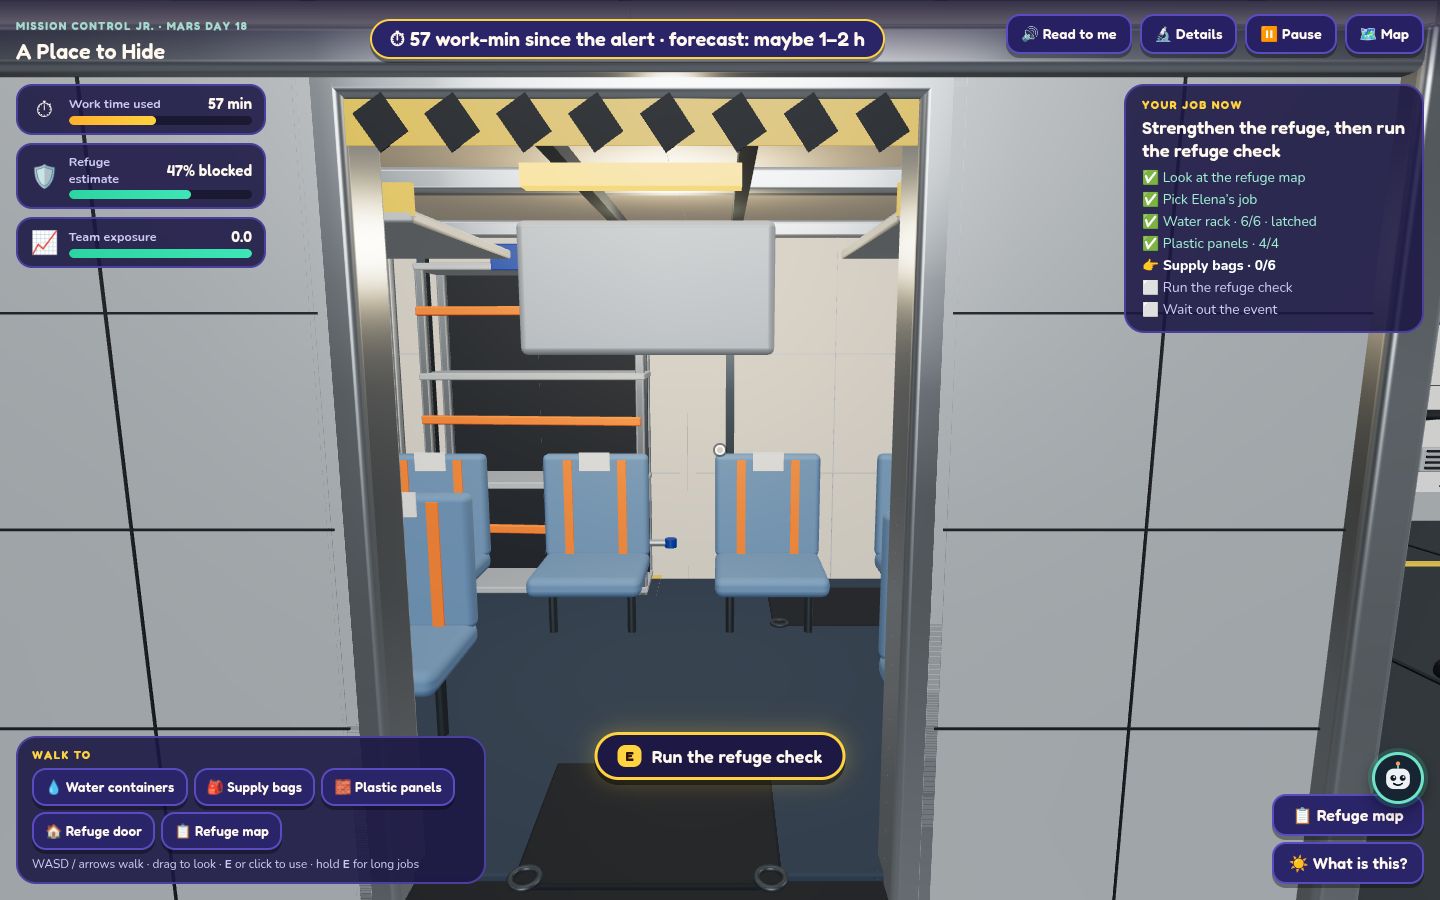 MISSION CONTROL JR. · MARS DAY 18
A Place to Hide
⏱ 57 work-min since the alert · forecast: maybe 1–2 h
🔊 Read to me
🔬 Details
⏸ Pause
🗺️ Map
Work time used
57 min
Refuge estimate
47% blocked
Team exposure
0.0
YOUR JOB NOW
Strengthen the refuge, then run
the refuge check
✅ Look at the refuge map
✅ Pick Elena's job
✅ Water rack · 6/6 · latched
✅ Plastic panels · 4/4
👉 Supply bags · 0/6
⬜ Run the refuge check
⬜ Wait out the event
E Run the refuge check
WALK TO
💧 Water containers
🎒 Supply bags
🧱 Plastic panels
🏠 Refuge door
📋 Refuge map
WASD / arrows walk · drag to look · E or click to use · hold E for long jobs
📋 Refuge map
☀️ What is this?